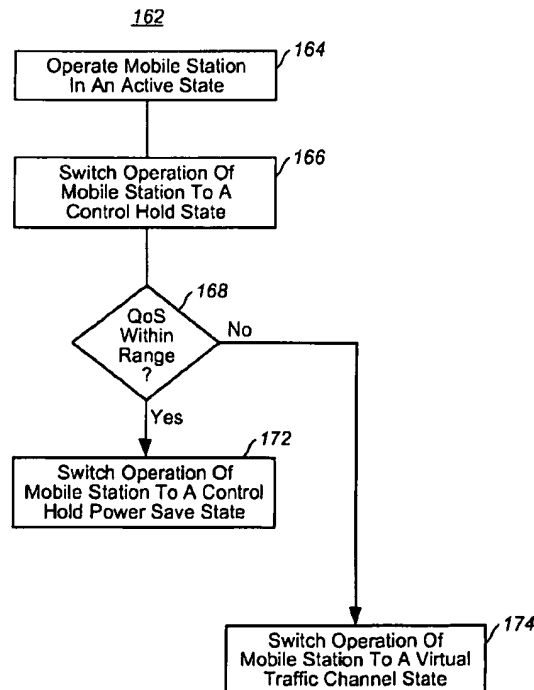 162
164
Operate Mobile Station
In An Active State
166
Switch Operation Of
Mobile Station To A
Control Hold State
168
QoS
Within
Range
?
No
Yes
172
Switch Operation Of
Mobile Station To A Control
Hold Power Save State
174
Switch Operation Of
Mobile Station To A Virtual
Traffic Channel State